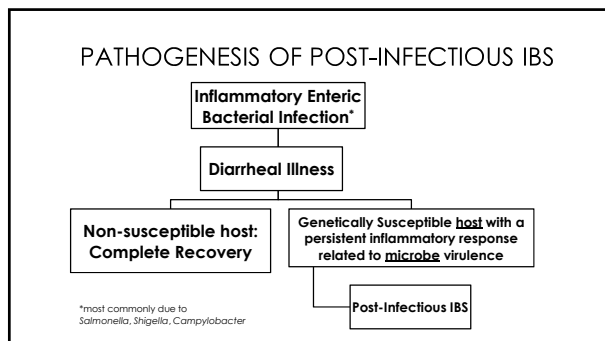 PATHOGENESIS OF POST-INFECTIOUS IBS
Inflammatory Enteric
Bacterial Infection*
Diarrheal Illness
Non-susceptible host:
Complete Recovery
Genetically Susceptible host with a
persistent inflammatory response
related to microbe virulence
Post-Infectious IBS
*most commonly due to
Salmonella, Shigella, Campylobacter